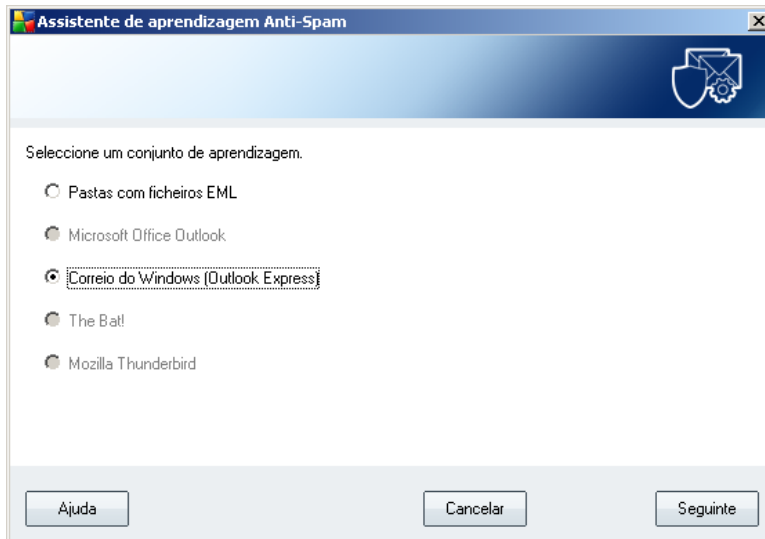 Assistente de aprendizagem Anti-Spam
Seleccione um conjunto de aprendizagem.
Pastas com ficheiros EML
Microsoft Office Outlook
Correio do Windows (Outlook Express)
The Bat!
Mozilla Thunderbird
Ajuda Cancelar Seguinte